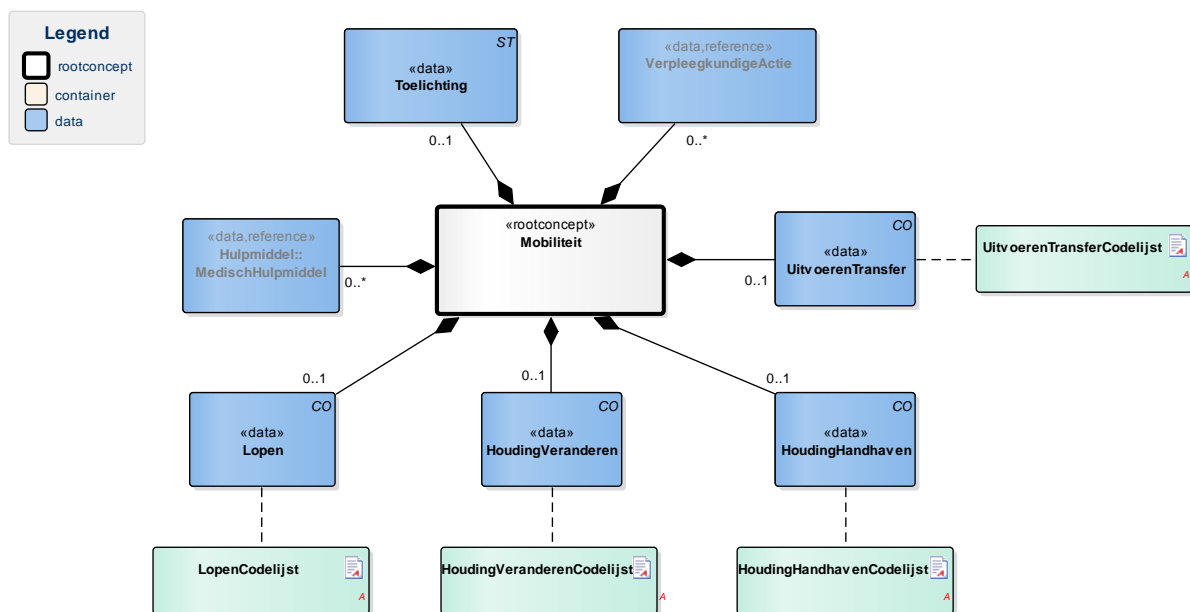 Legend
rootconcept
container
data
ST
«data»
Toelichting
«data,reference»
VerpleegkundigeActie
0..1
0..*
«rootconcept»
Mobiliteit
«data,reference»
Hulpmiddel::
MedischHulpmiddel
0..*
CO
«data»
UitvoerenTransfer
0..1
UitvoerenTransferCodelijst
A
0..1
0..1
0..1
CO
«data»
Lopen
CO
«data»
HoudingVeranderen
CO
«data»
HoudingHandhaven
LopenCodelijst
A
HoudingVeranderenCodelijst
A
HoudingHandhavenCodelijst
A